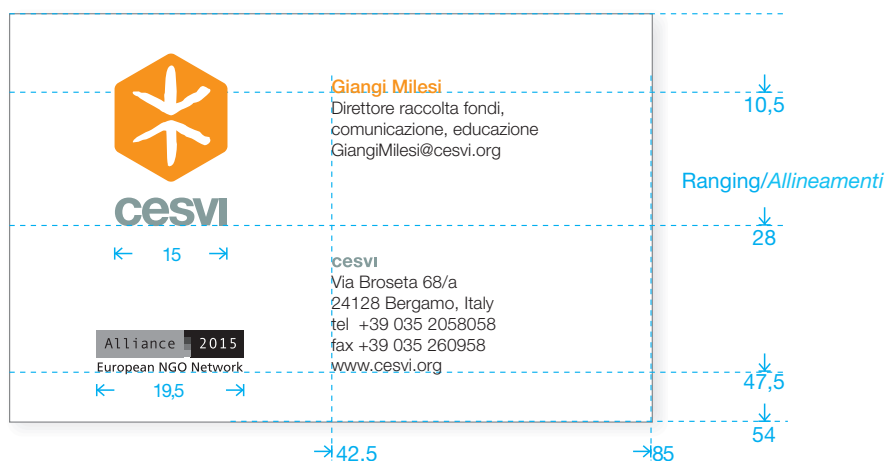 Giangi Milesi
Direttore raccolta fondi,
comunicazione, educazione
GiangiMilesi@cesvi.org
10,5
Ranging/Allineamenti
cesvi
28
15
cesvi
Via Broseta 68/a
24128 Bergamo, Italy
tel +39 035 2058058
fax +39 035 260958
www.cesvi.org
Alliance 2015
European NGO Network
19,5
47,5
54
42.5
85